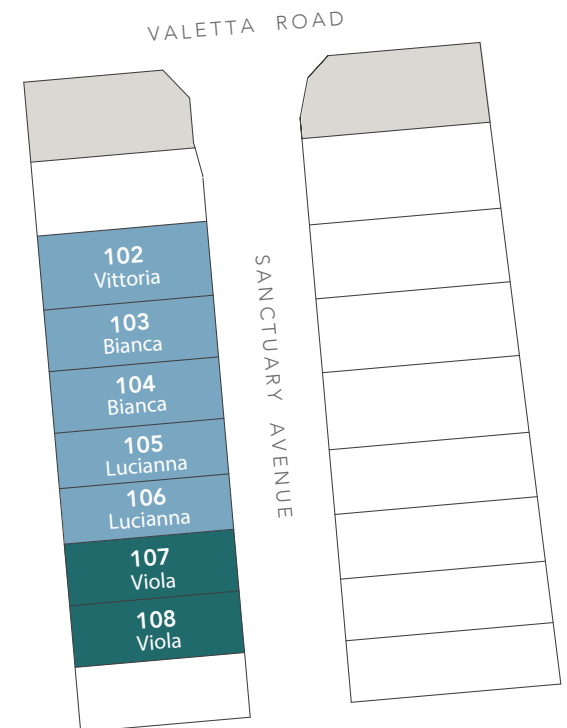 VALETTA ROAD
102
Vittoria
103
Bianca
104
Bianca
105
Lucianna
106
Lucianna
107
Viola
108
Viola
SANCTUARY AVENUE